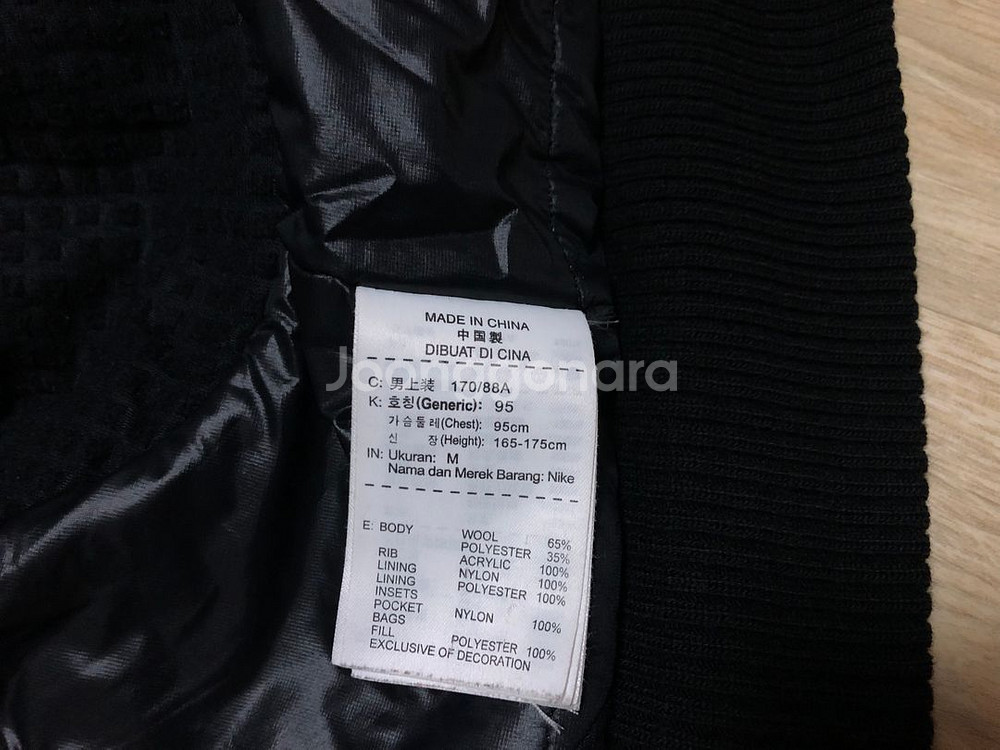 MADE IN CHINA
中国製
DIBUAT DI CINA
Joonggonara
C: 男上装 170/88A
K: 호칭(Generic): 95
가슴둘레(Chest): 95cm
신 장(Height): 165-175cm
IN: Ukuran: M
Nama dan Merek Barang: Nike
E: BODY WOOL 65%
POLYESTER 35%
RIB ACRYLIC 100%
LINING NYLON 100%
LINING POLYESTER 100%
INSETS
POCKET NYLON 100%
BAGS
FILL POLYESTER 100%
EXCLUSIVE OF DECORATION